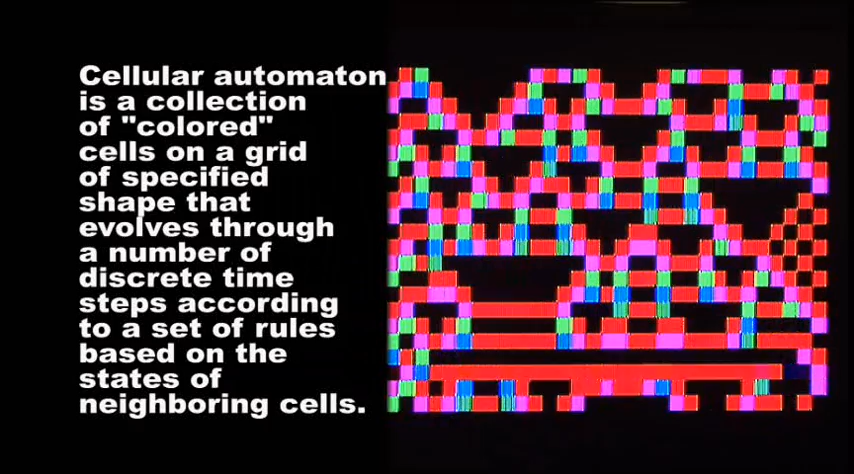 Cellular automaton
is a collection
of "colored"
cells on a grid
of specified
shape that
evolves through
a number of
discrete time
steps according
to a set of rules
based on the
states of
neighboring cells.